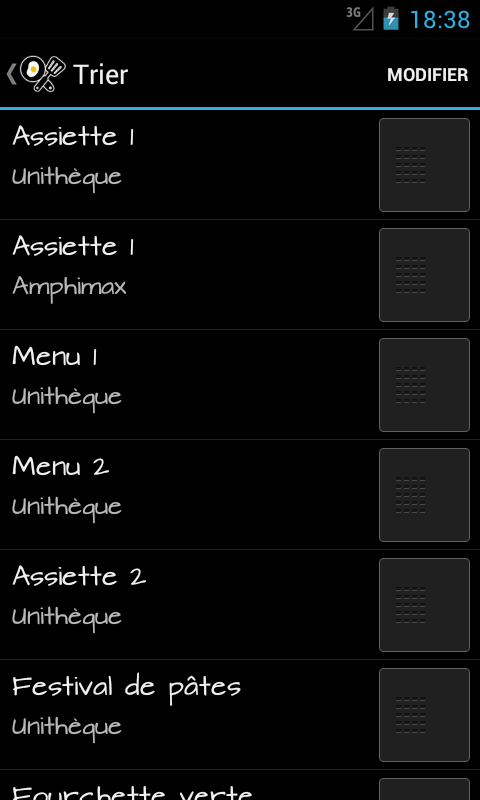 3G
18:38
Trier
MODIFIER
Assiette 1
Unithèque
Assiette 1
Amphimax
Menu 1
Unithèque
Menu 2
Unithèque
Assiette 2
Unithèque
Festival de pâtes
Unithèque
Fourchette verte